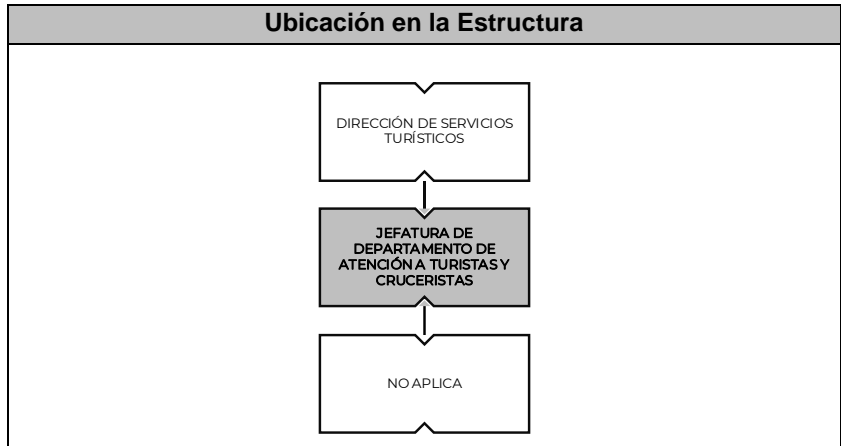 Ubicación en la Estructura
DIRECCIÓN DE SERVICIOS
TURÍSTICOS
JEFATURA DE
DEPARTAMENTO DE
ATENCIÓN A TURISTAS Y
CRUCERISTAS
NO APLICA